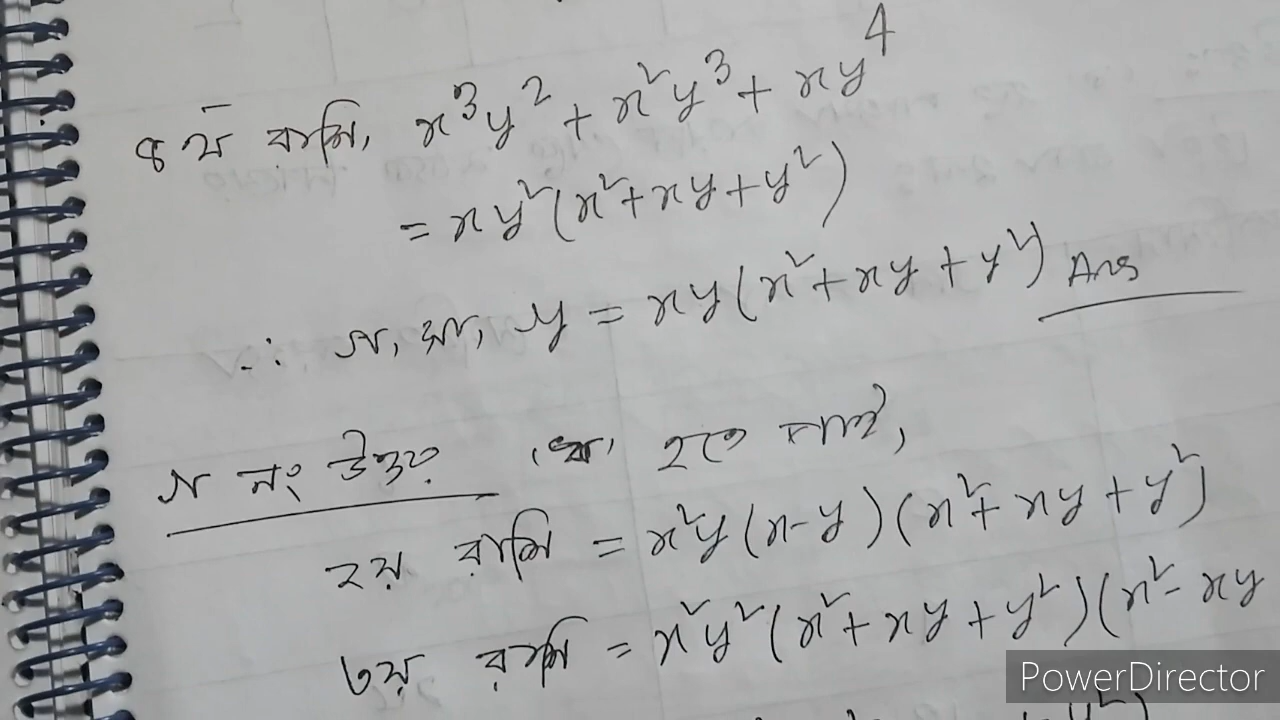 ৪র্থ রাশি, x³y² + x²y³ + xy⁴
= xy²(x² + xy + y²)
∴ গ, সা, গু = xy(x² + xy + y²) Ans
গ নং উত্তর 'খ' হতে পাই,
২য় রাশি = x²y(x-y)(x² + xy + y²)
৩য় রাশি = x²y²(x² + xy + y²)(x² - xy
PowerDirector